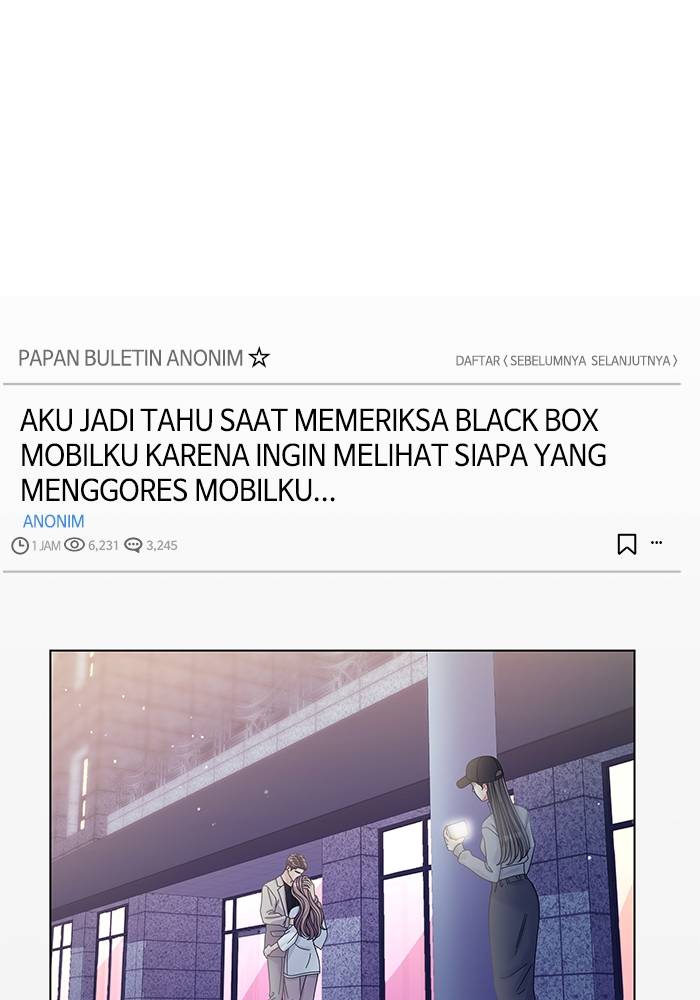 PAPAN BULETIN ANONIM ☆
DAFTAR ⟨ SEBELUMNYA SELANJUTNYA ⟩
AKU JADI TAHU SAAT MEMERIKSA BLACK BOX
MOBILKU KARENA INGIN MELIHAT SIAPA YANG
MENGGORES MOBILKU...
ANONIM
1 JAM 6,231 3,245